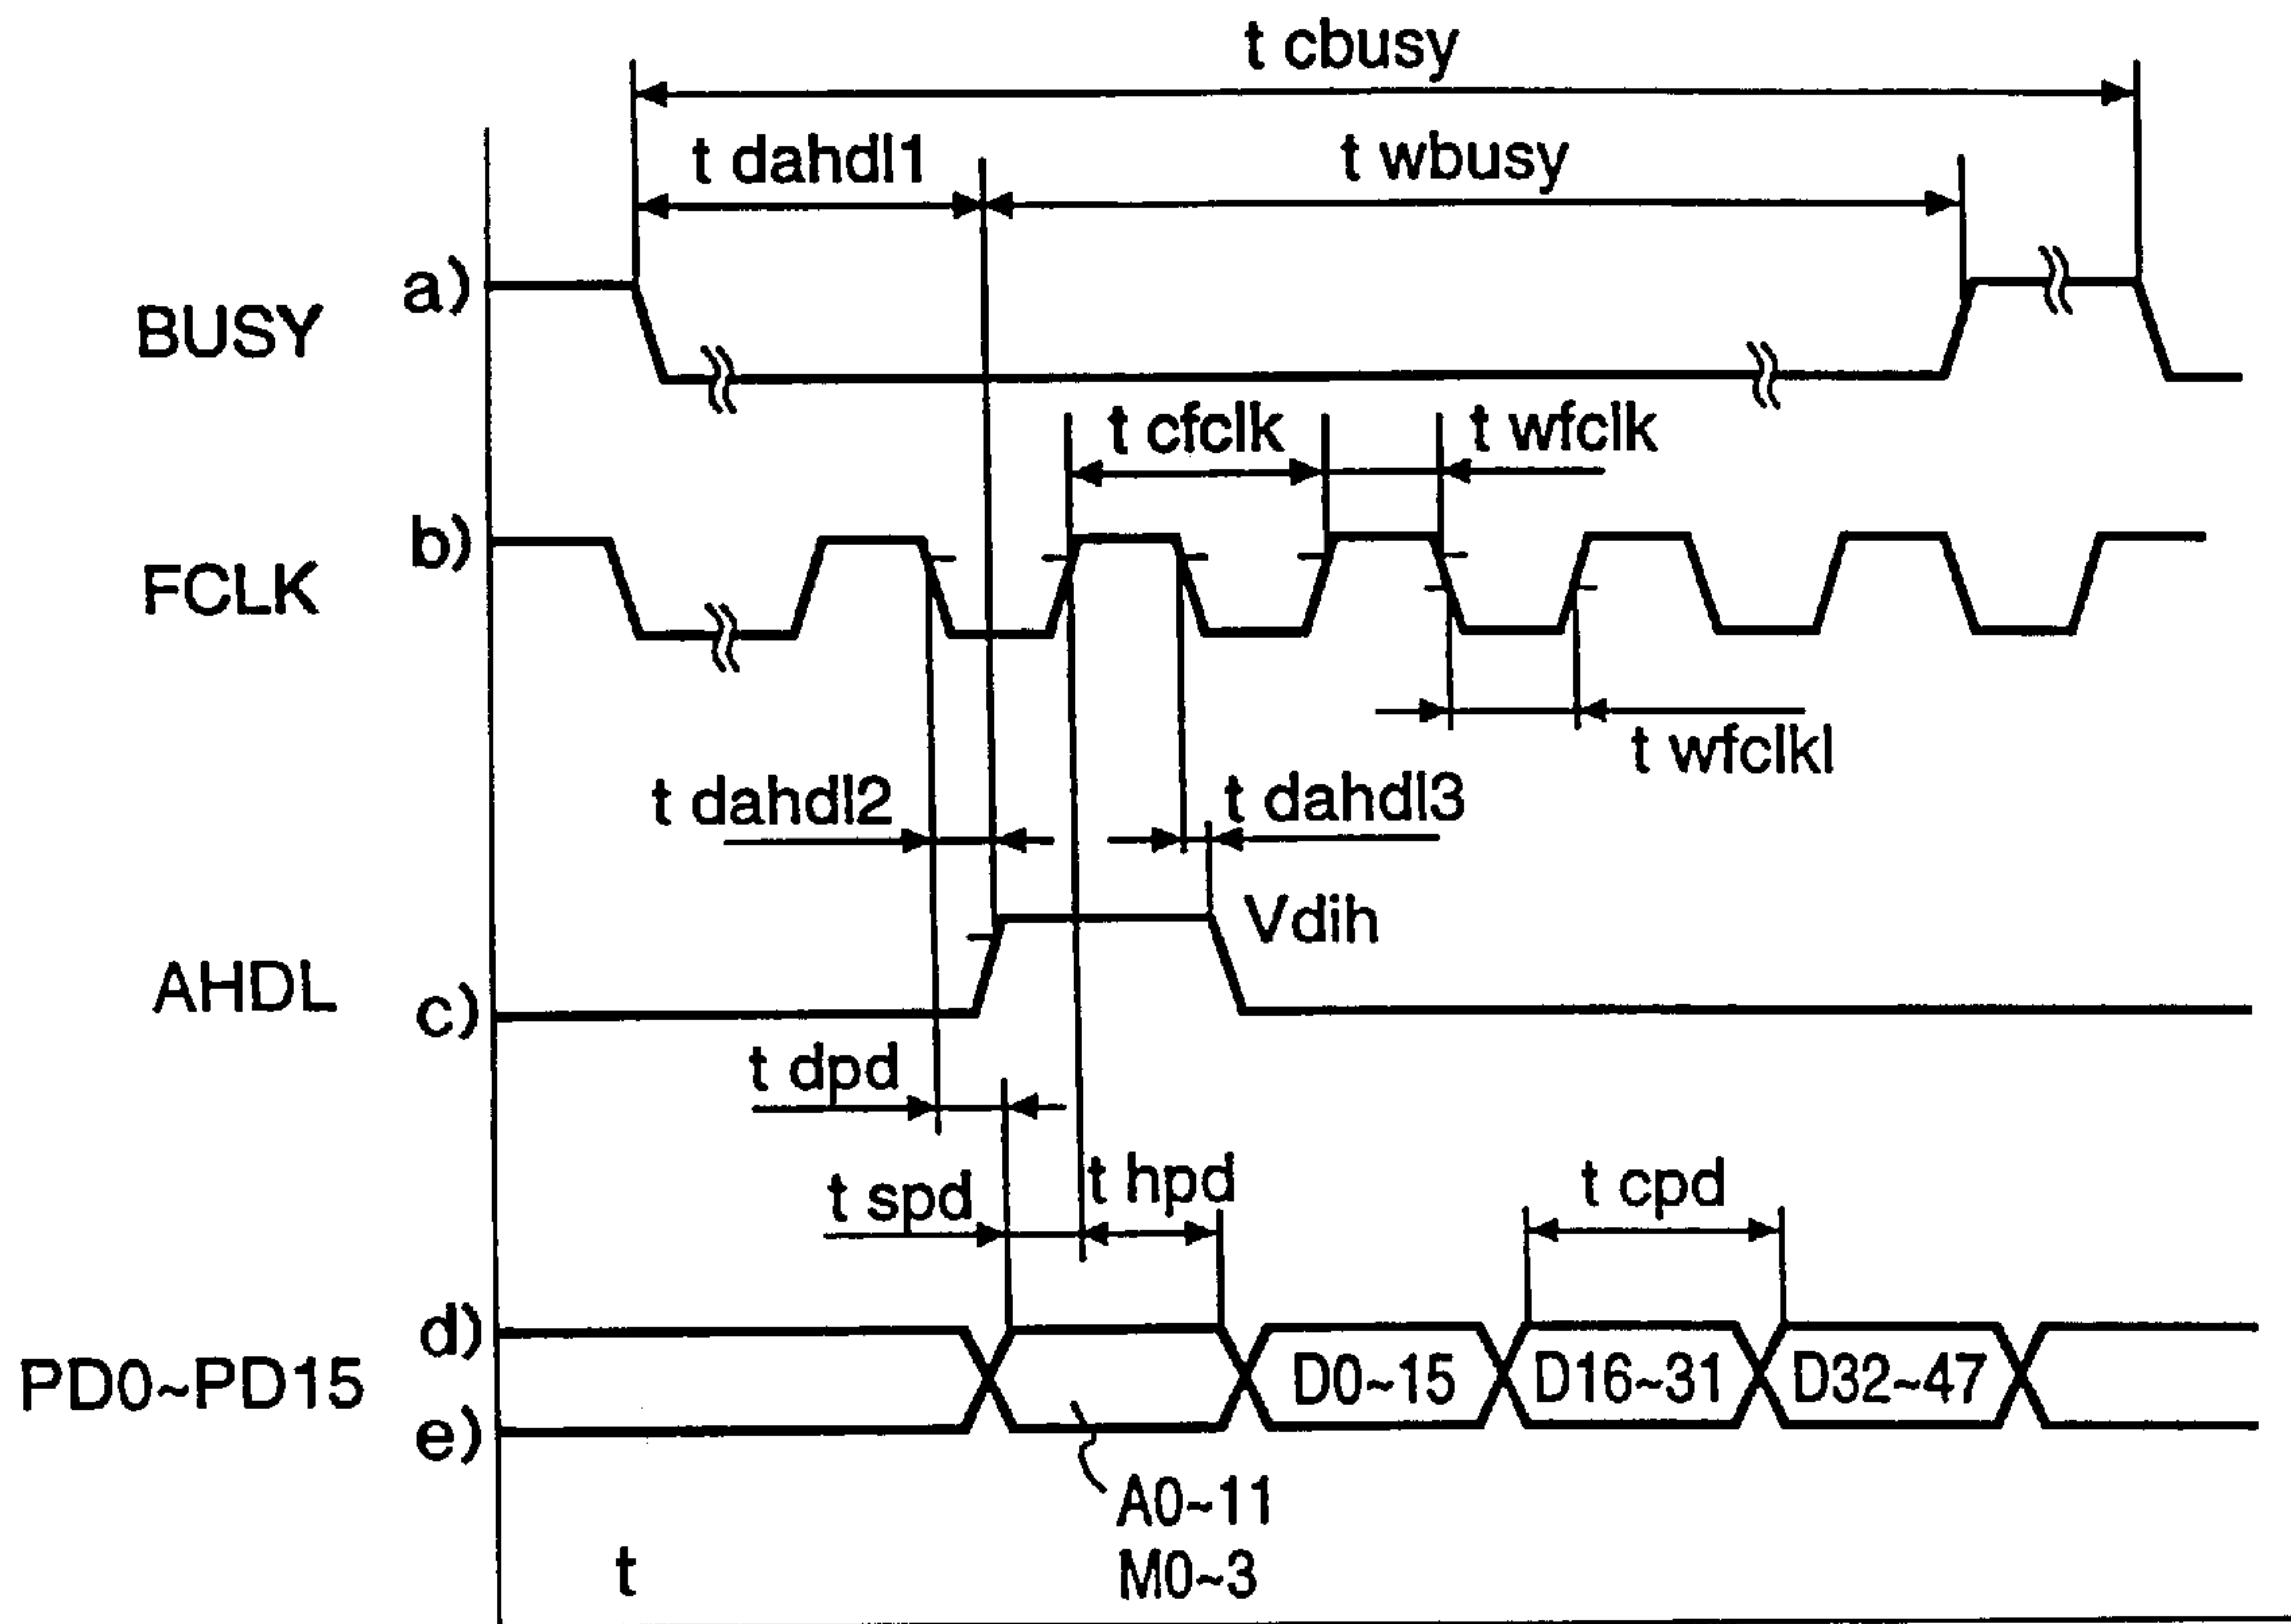 t cbusy
t dahdl1
t wbusy
a)
BUSY
t cfclk
t wfclk
b)
FCLK
t wfclkl
t dahdl2
t dahdl3
Vdih
AHDL
c)
t dpd
t spd
t hpd
t cpd
d)
PD0~PD15
D0~15
D16~31
D32~47
e)
A0~11
M0~3
t